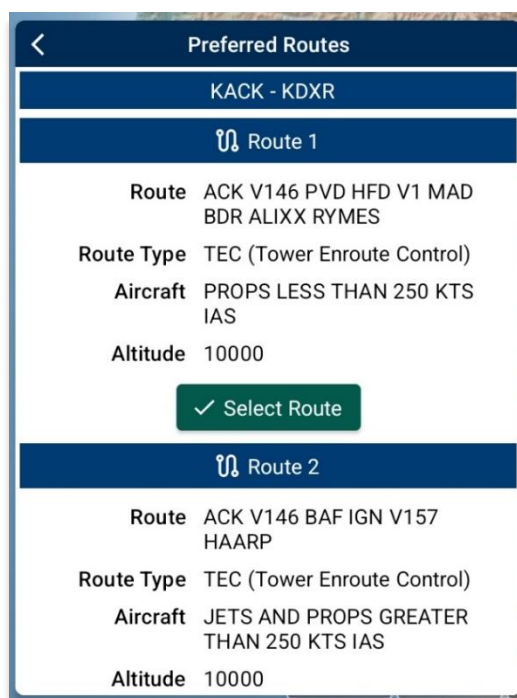 Preferred Routes
KACK - KDXR
Route 1
Route ACK V146 PVD HFD V1 MAD
BDR ALIXX RYMES
Route Type TEC (Tower Enroute Control)
Aircraft PROPS LESS THAN 250 KTS
IAS
Altitude 10000
Select Route
Route 2
Route ACK V146 BAF IGN V157
HAARP
Route Type TEC (Tower Enroute Control)
Aircraft JETS AND PROPS GREATER
THAN 250 KTS IAS
Altitude 10000